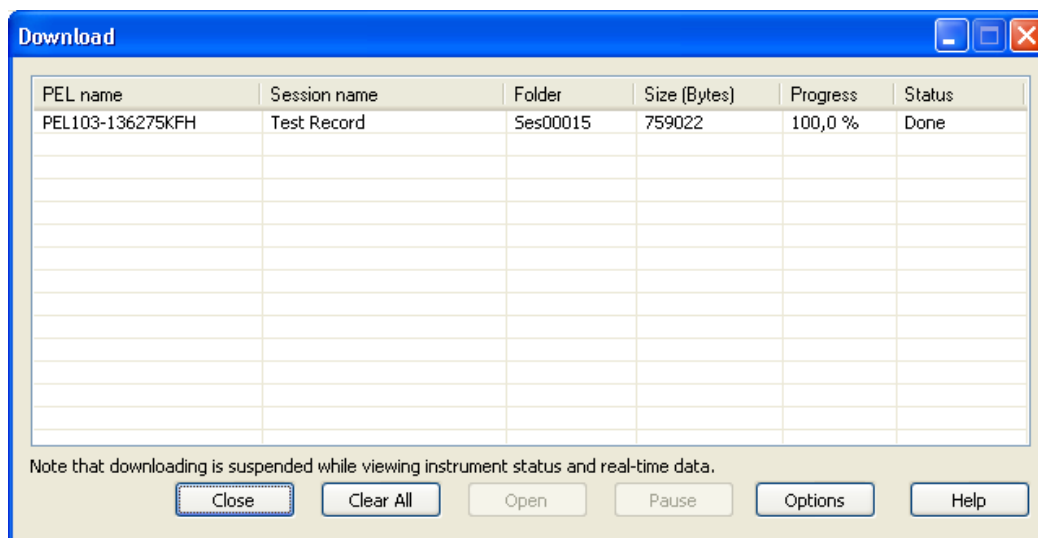 Download
PEL name Session name Folder Size (Bytes) Progress Status
PEL103-136275KFH Test Record Ses00015 759022 100,0 % Done
Note that downloading is suspended while viewing instrument status and real-time data.
Close Clear All Open Pause Options Help